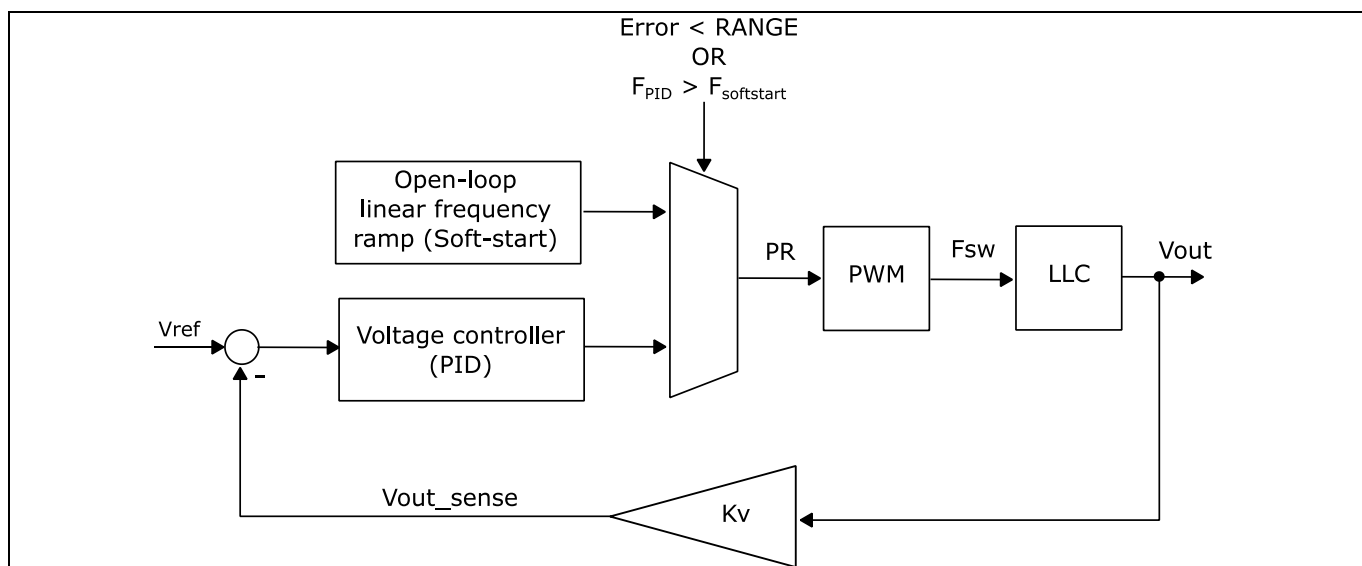 Error < RANGE
OR
F_PID > F_softstart
Open-loop
linear frequency
ramp (Soft-start)
PR
PWM
Fsw
LLC
Vout
Vref
-
Voltage controller
(PID)
Vout_sense
Kv